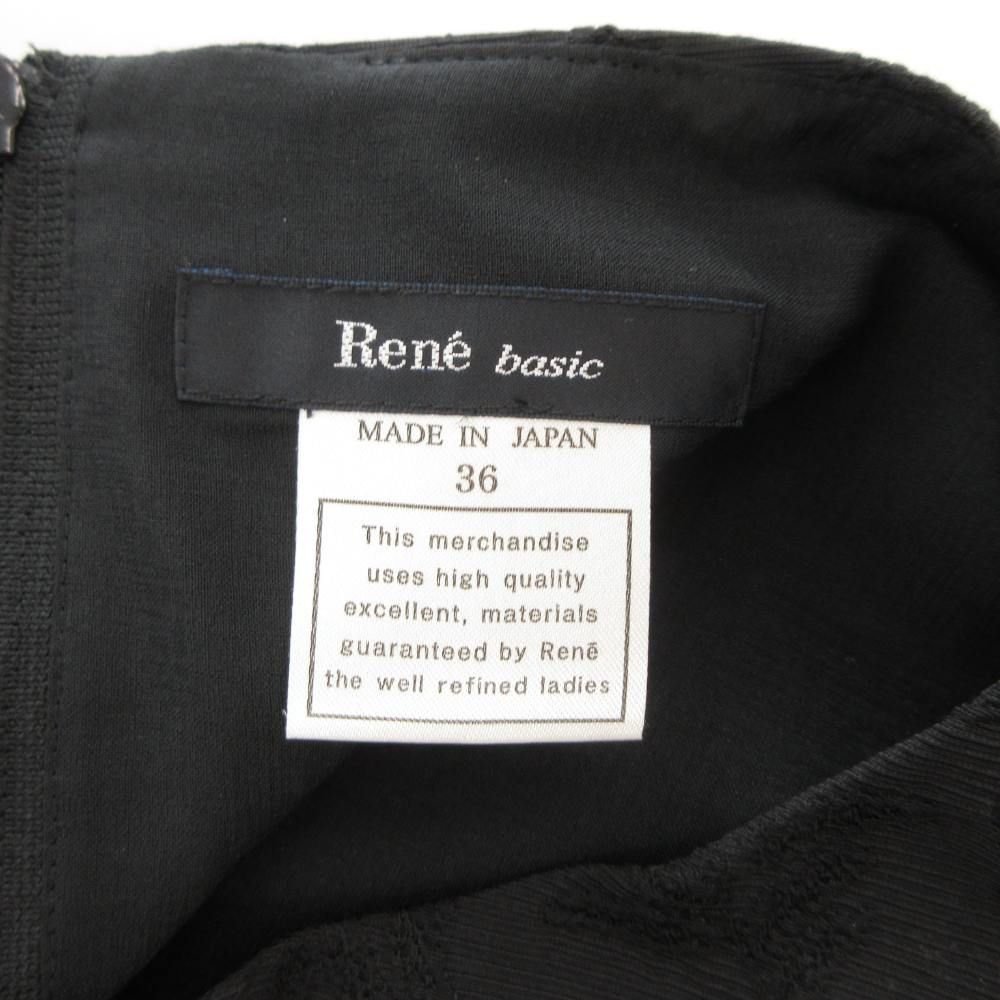 René basic
MADE IN JAPAN
36
This merchandise
uses high quality
excellent, materials
guaranteed by Renē
the well refined ladies